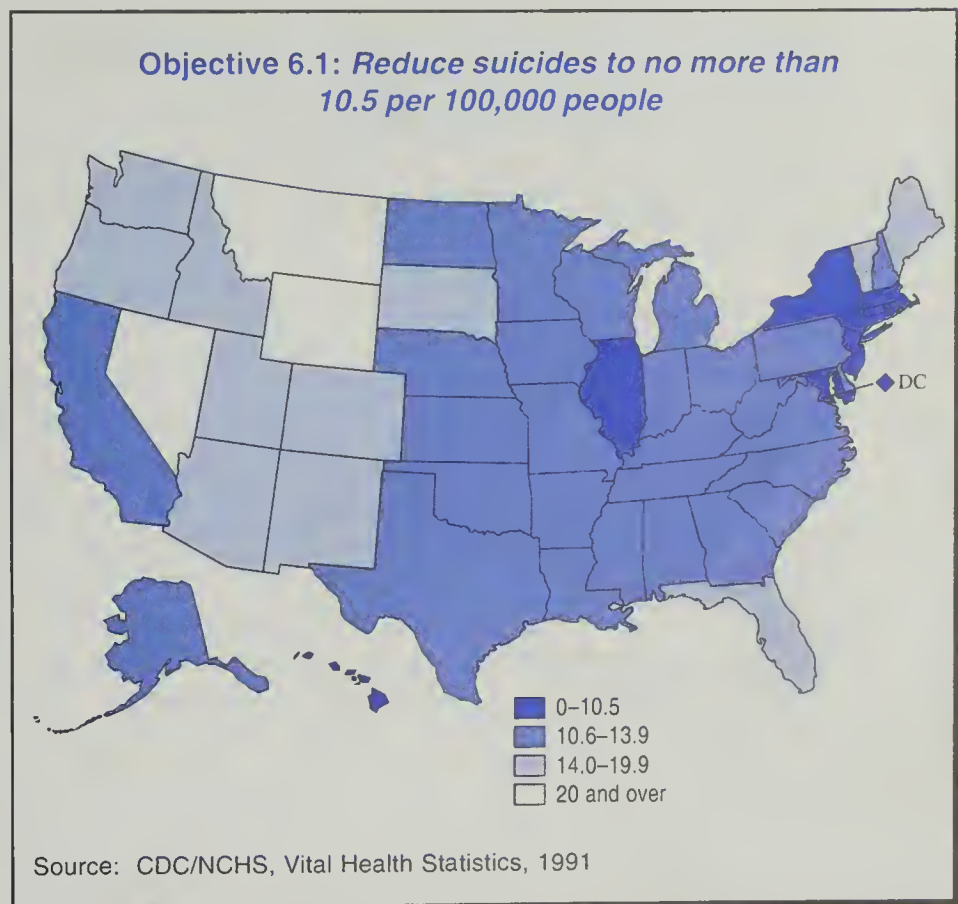 Objective 6.1: Reduce suicides to no more than
10.5 per 100,000 people
DC
0–10.5
10.6–13.9
14.0–19.9
20 and over
Source: CDC/NCHS, Vital Health Statistics, 1991